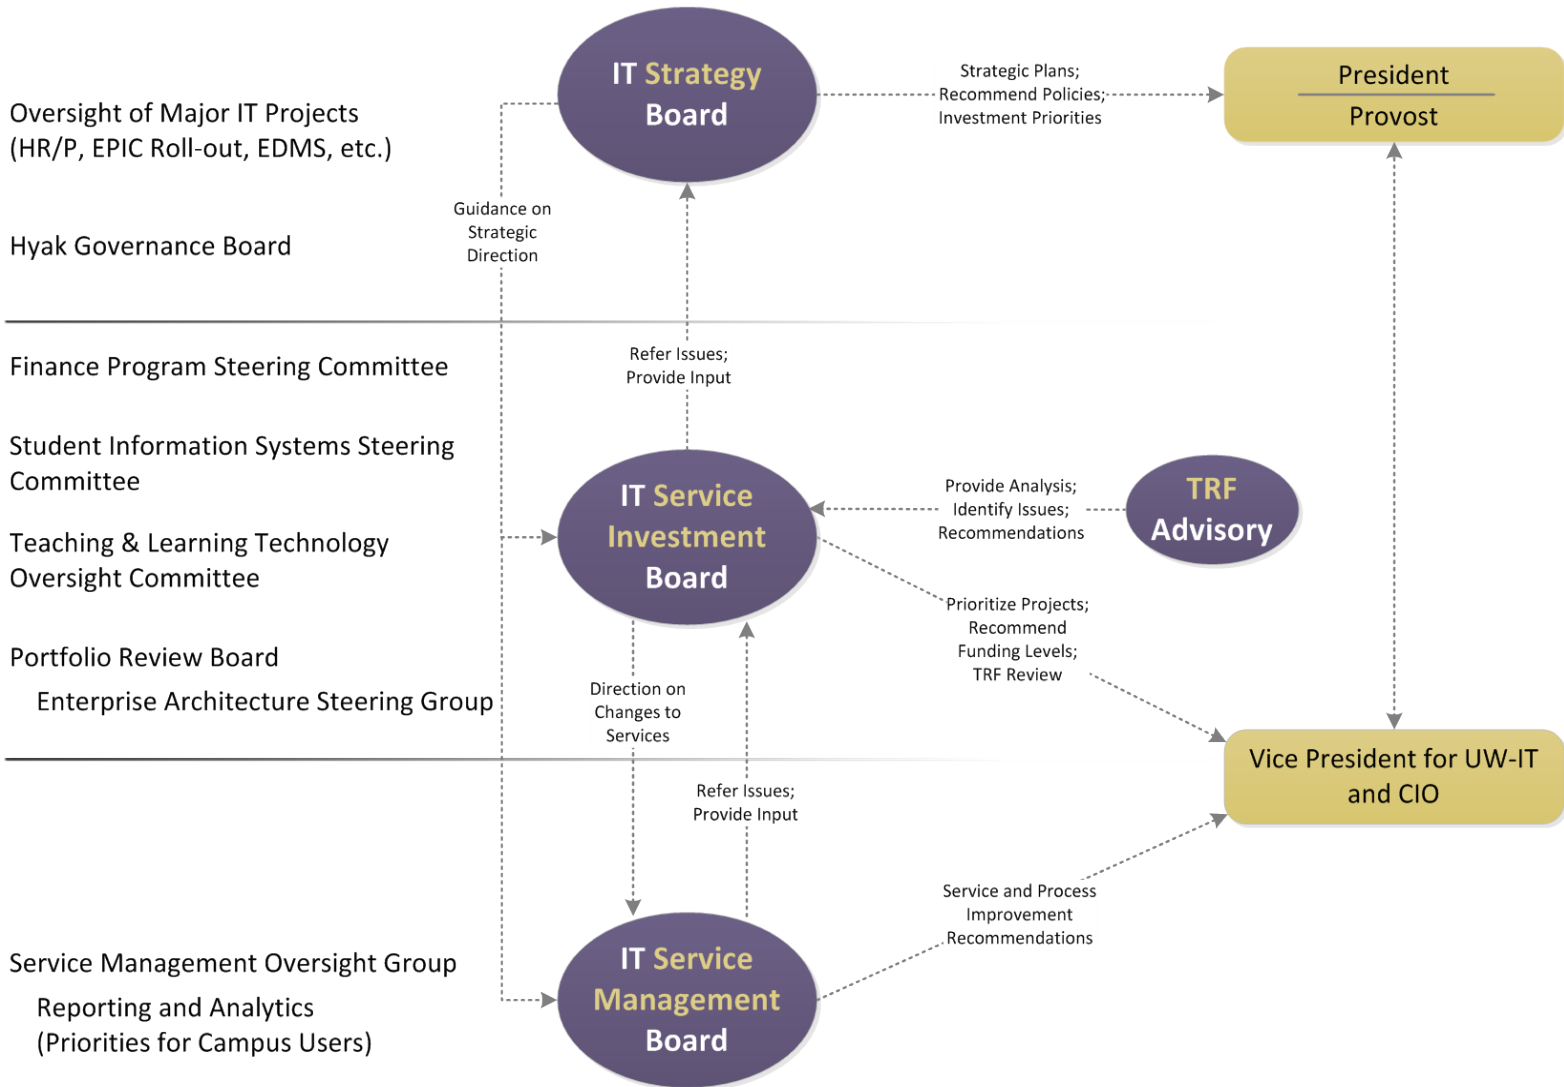 IT Strategy
Board
Strategic Plans;
Recommend Policies;
Investment Priorities
President
Provost
Oversight of Major IT Projects
(HR/P, EPIC Roll-out, EDMS, etc.)
Guidance on
Strategic
Direction
Hyak Governance Board
Finance Program Steering Committee
Refer Issues;
Provide Input
Student Information Systems Steering
Committee
IT Service
Investment
Board
Provide Analysis;
Identify Issues;
Recommendations
TRF
Advisory
Teaching & Learning Technology
Oversight Committee
Prioritize Projects;
Recommend
Funding Levels;
TRF Review
Portfolio Review Board
Enterprise Architecture Steering Group
Direction on
Changes to
Services
Vice President for UW-IT
and CIO
Refer Issues;
Provide Input
Service and Process
Improvement
Recommendations
Service Management Oversight Group
Reporting and Analytics
(Priorities for Campus Users)
IT Service
Management
Board